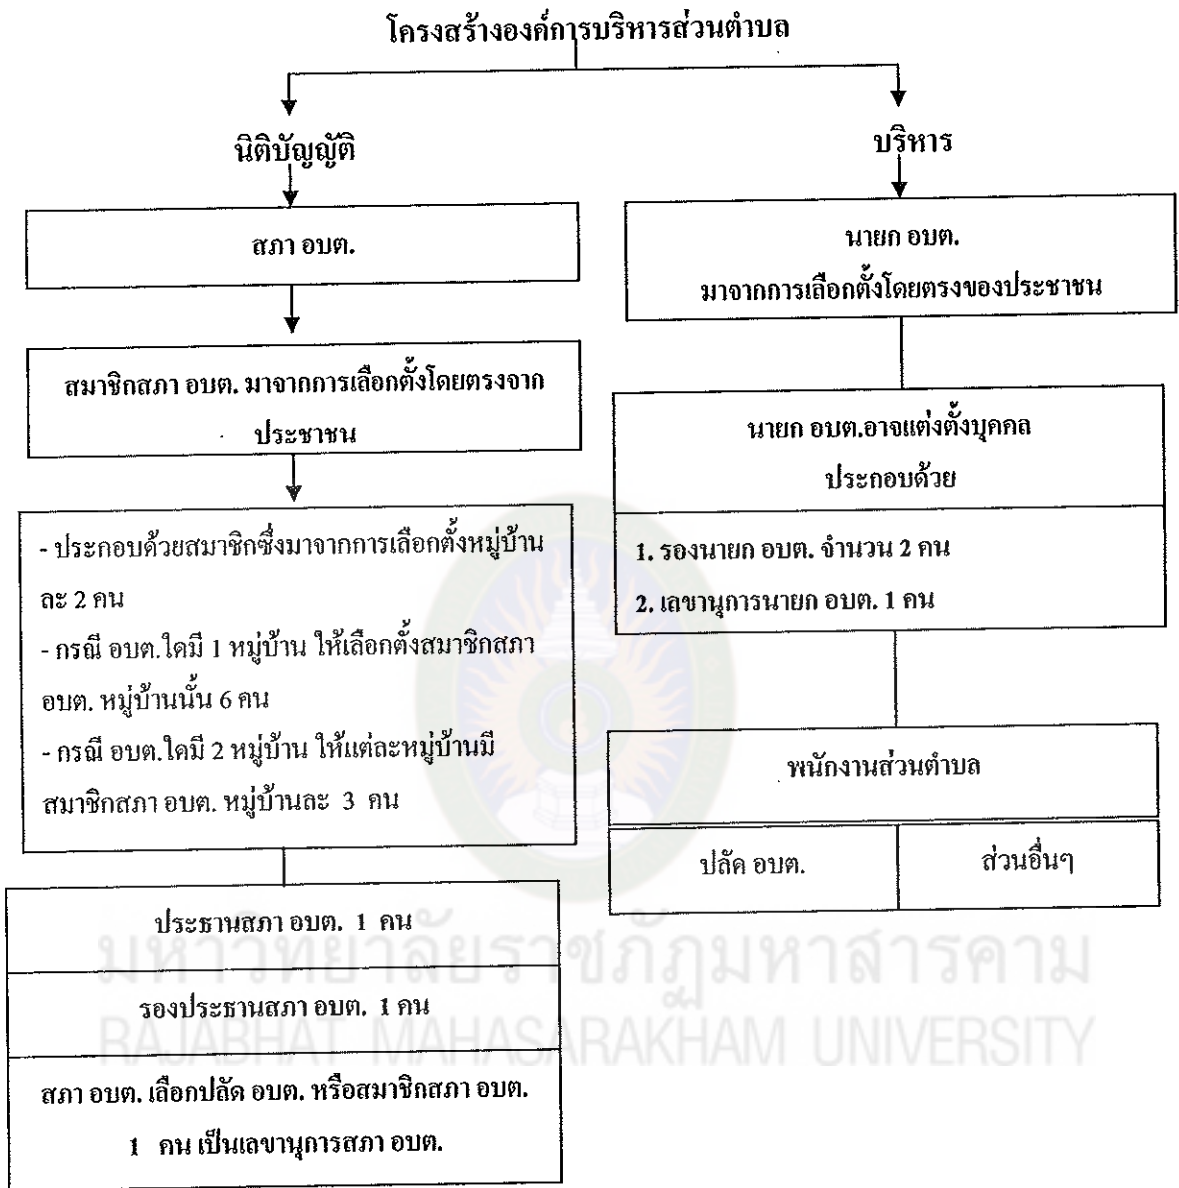 โครงสร้างองค์การบริหารส่วนตำบล
นิติบัญญัติ
สภา อบต.
สมาชิกสภา อบต. มาจากการเลือกตั้งโดยตรงจาก
ประชาชน
- ประกอบด้วยสมาชิกซึ่งมาจากการเลือกตั้งหมู่บ้าน
ละ 2 คน
- กรณี อบต.ใดมี 1 หมู่บ้าน ให้เลือกตั้งสมาชิกสภา
อบต. หมู่บ้านนั้น 6 คน
- กรณี อบต.ใดมี 2 หมู่บ้าน ให้แต่ละหมู่บ้านมี
สมาชิกสภา อบต. หมู่บ้านละ 3 คน
ประธานสภา อบต. 1 คน
รองประธานสภา อบต. 1 คน
สภา อบต. เลือกปลัด อบต. หรือสมาชิกสภา อบต.
1 คน เป็นเลขานุการสภา อบต.
บริหาร
นายก อบต.
มาจากการเลือกตั้งโดยตรงของประชาชน
นายก อบต.อาจแต่งตั้งบุคคล
ประกอบด้วย
1. รองนายก อบต. จำนวน 2 คน
2. เลขานุการนายก อบต. 1 คน
พนักงานส่วนตำบล
ปลัด อบต.
ส่วนอื่นๆ
มหาวิทยาลัยราชภัฏมหาสารคาม
RAJABHAT MAHASARAKHAM UNIVERSITY